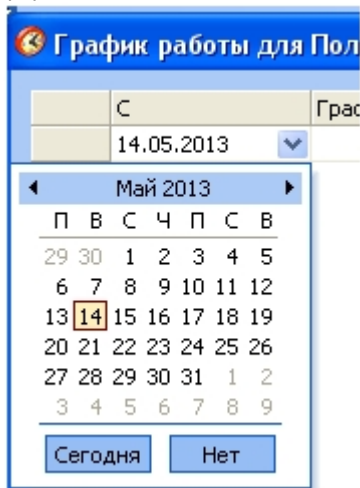 График работы для Пол
С Грас
14.05.2013
Май 2013
П В С Ч П С В
29 30 1 2 3 4 5
6 7 8 9 10 11 12
13 14 15 16 17 18 19
20 21 22 23 24 25 26
27 28 29 30 31 1 2
3 4 5 6 7 8 9
Сегодня Нет